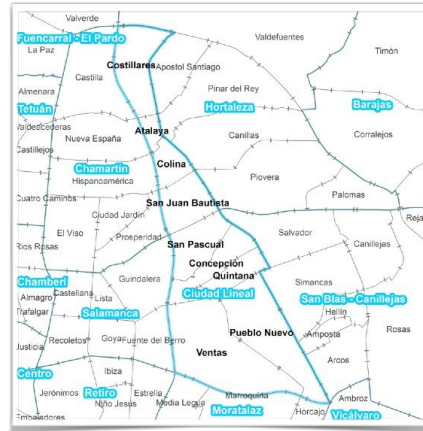 Valverde
Valdefuentes
Fuencarral - El Pardo
La Paz
Timón
Costillares
Apostol Santiago
Castilla
Almenara
Pinar del Rey
Tetuán
Hortaleza
Barajas
Valdeacederas
Atalaya
Nueva España
Canillas
Corralejos
Castillejos
Colina
Chamartín
Hispanoamérica
Piovera
Cuatro Caminos
Palomas
San Juan Bautista
Ciudad Jardín
Reja
El Viso
Prosperidad
Salvador
Rios Rosas
San Pascual
Canillejas
Concepción
Quintana
Chamberí
Guindalera
Simancas
Almagro
Castellana
Lista
Ciudad Lineal
San Blas - Canillejas
Trafalgar
Salamanca
Hellín
Pueblo Nuevo
Amposta
Rosas
Justicia
Recoletos
Goya
Fuente del Berro
Ventas
Arcos
Centro
Ibiza
Jerónimos
Retiro
Estrella
Marroquina
Ambroz
Niño Jesús
Media Legua
Moratalaz
Horcajo
Vicálvaro
Embajadores